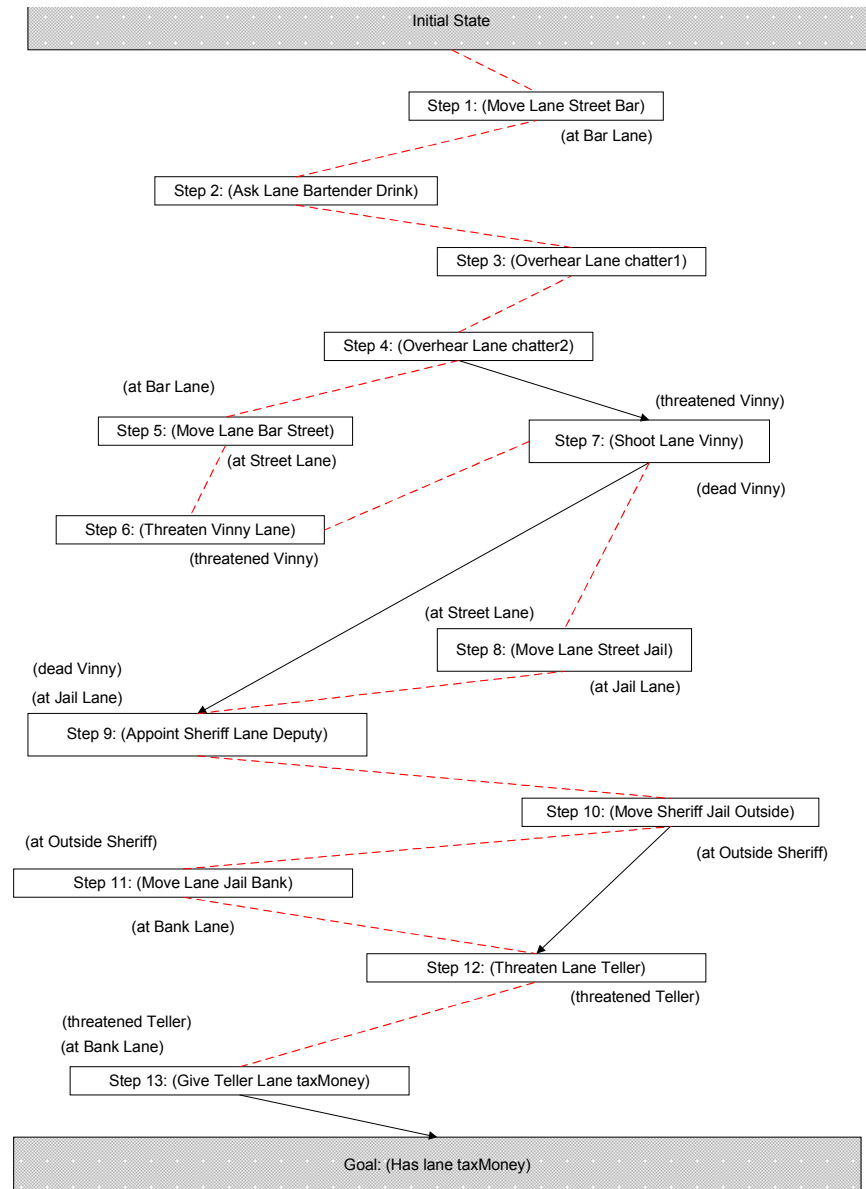 Initial State
Step 1: (Move Lane Street Bar)
(at Bar Lane)
Step 2: (Ask Lane Bartender Drink)
Step 3: (Overhear Lane chatter1)
Step 4: (Overhear Lane chatter2)
(at Bar Lane)
(threatened Vinny)
Step 5: (Move Lane Bar Street)
Step 7: (Shoot Lane Vinny)
(at Street Lane)
(dead Vinny)
Step 6: (Threaten Vinny Lane)
(threatened Vinny)
(at Street Lane)
Step 8: (Move Lane Street Jail)
(dead Vinny)
(at Jail Lane)
(at Jail Lane)
Step 9: (Appoint Sheriff Lane Deputy)
Step 10: (Move Sheriff Jail Outside)
(at Outside Sheriff)
(at Outside Sheriff)
Step 11: (Move Lane Jail Bank)
(at Bank Lane)
Step 12: (Threaten Lane Teller)
(threatened Teller)
(threatened Teller)
(at Bank Lane)
Step 13: (Give Teller Lane taxMoney)
Goal: (Has lane taxMoney)